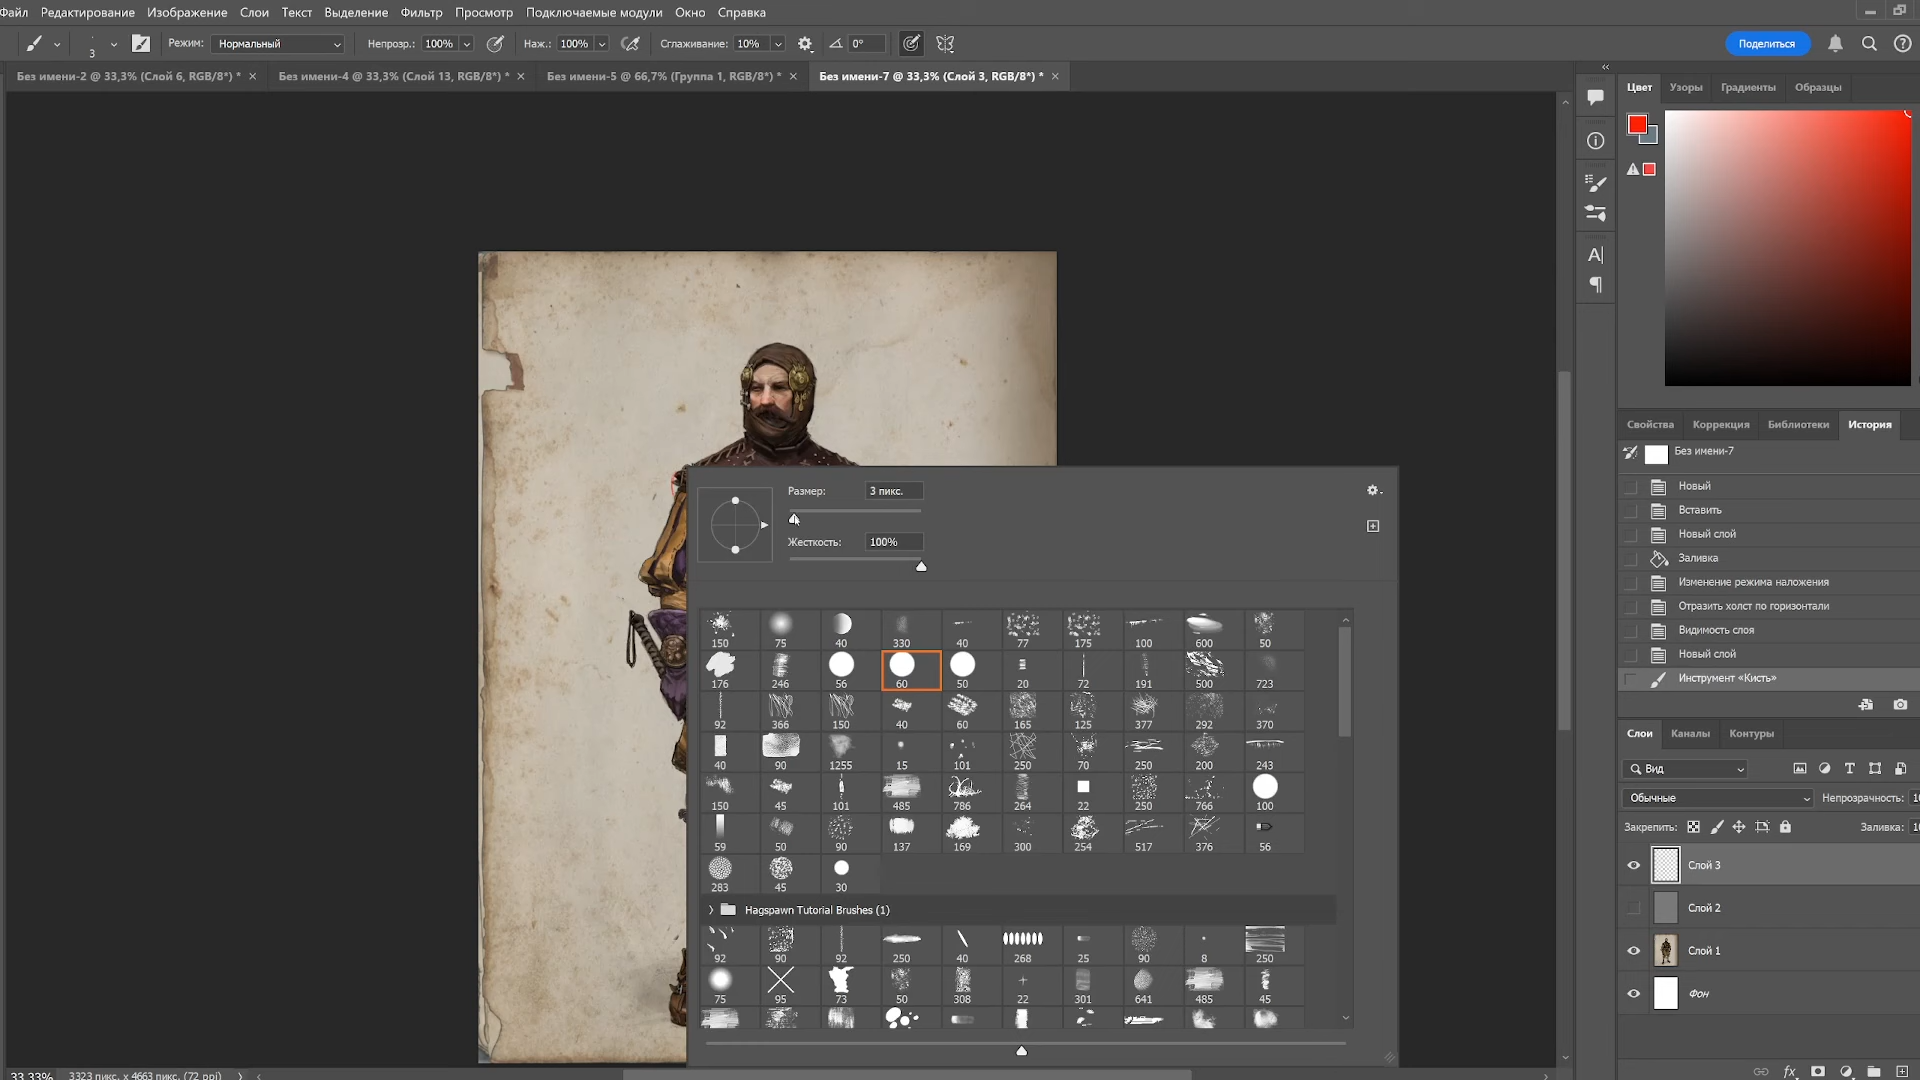 Файл Редактирование Изображение Слои Текст Выделение Фильтр Просмотр Подключаемые модули Окно Справка
3 Режим: Нормальный Непрозр.: 100% Наж.: 100% Сглаживание: 10% 0° Поделиться
Без имени-2 @ 33,3% (Слой 6, RGB/8*) * Без имени-4 @ 33,3% (Слой 13, RGB/8*) * Без имени-5 @ 66,7% (Группа 1, RGB/8*) * Без имени-7 @ 33,3% (Слой 3, RGB/8*) *
Цвет Узоры Градиенты Образцы
Свойства Коррекция Библиотеки История
Без имени-7
Новый
Вставить
Новый слой
Заливка
Изменение режима наложения
Отразить холст по горизонтали
Видимость слоя
Новый слой
Инструмент «Кисть»
Слои Каналы Контуры
Вид
Обычные Непрозрачность: 10
Закрепить: Заливка: 10
Слой 3
Слой 2
Слой 1
Фон
Размер: 3 пикс.
Жесткость: 100%
150 75 40 330 40 77 175 100 600 50
176 246 56 60 50 20 72 191 500 723
92 366 150 40 60 165 125 377 292 370
40 90 1255 15 101 250 70 250 200 243
150 45 101 485 786 264 22 250 766 100
59 50 90 137 169 300 254 517 376 56
283 45 30
Hagspawn Tutorial Brushes (1)
92 90 92 250 40 268 25 90 8 250
75 95 73 50 308 22 301 641 485 45
33,33% 3323 пикс. x 4663 пикс. (72 ppi)